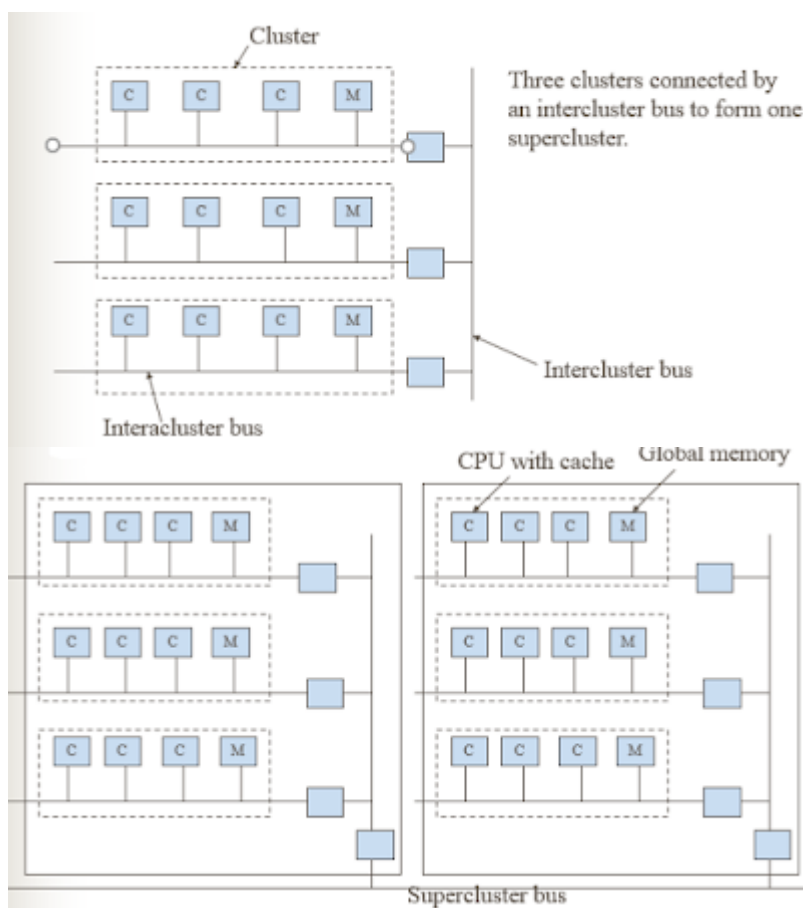 Cluster
C C C M
Three clusters connected by
an intercluster bus to form one
supercluster.
C C C M
C C C M
Intercluster bus
Interacluster bus
CPU with cache
Global memory
C C C M
C C C M
C C C M
C C C M
C C C M
C C C M
Supercluster bus